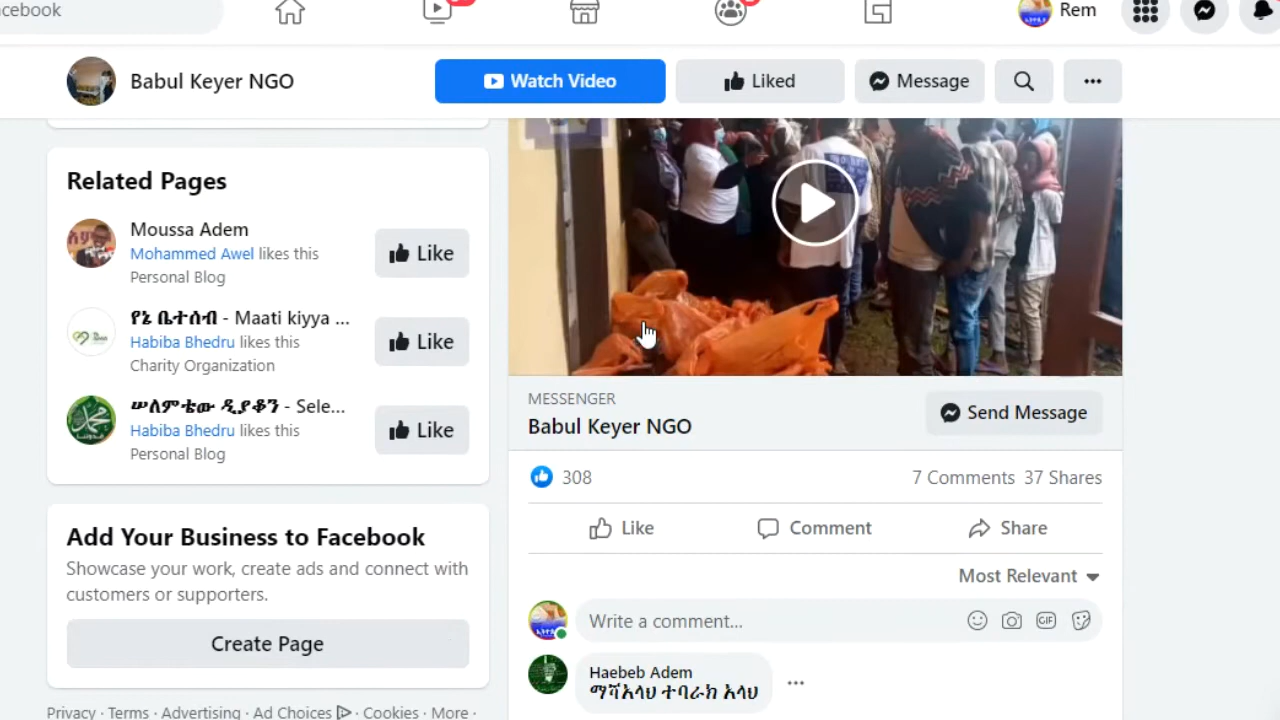 cebook
Rem
Babul Keyer NGO
Watch Video
Liked
Message
Related Pages
Moussa Adem
Mohammed Awel likes this
Personal Blog
Like
የኔ ቤተሰብ - Maati kiyya ...
Habiba Bhedru likes this
Charity Organization
Like
ሠለምቴው ዲያቆን - Sele...
Habiba Bhedru likes this
Personal Blog
Like
Add Your Business to Facebook
Showcase your work, create ads and connect with
customers or supporters.
Create Page
Privacy · Terms · Advertising · Ad Choices · Cookies · More ·
MESSENGER
Babul Keyer NGO
Send Message
308
7 Comments 37 Shares
Like
Comment
Share
Most Relevant
Write a comment...
GIF
Haebeb Adem
ማሻአላህ ተባራክ አላህ